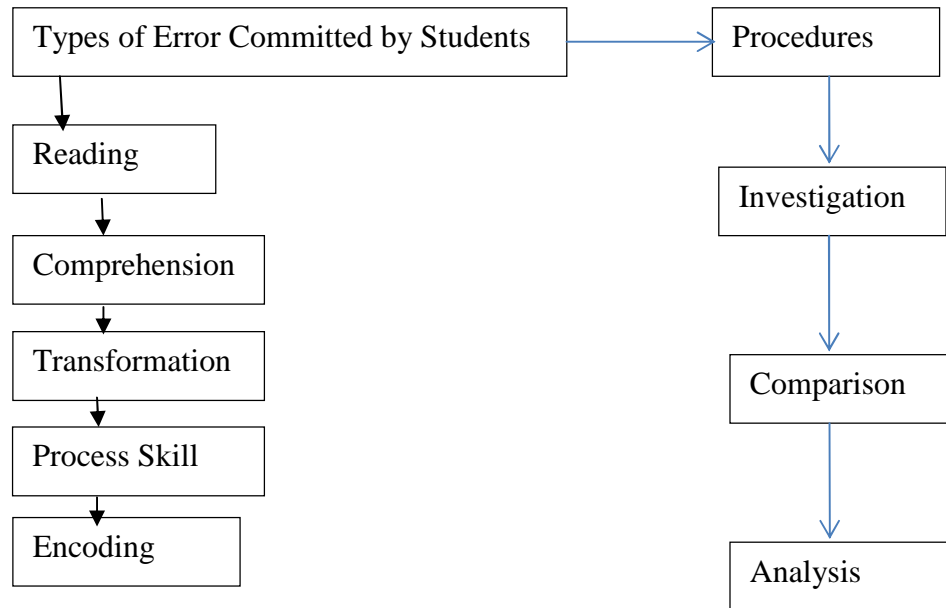 Types of Error Committed by Students
Procedures
Reading
Investigation
Comprehension
Transformation
Comparison
Process Skill
Encoding
Analysis